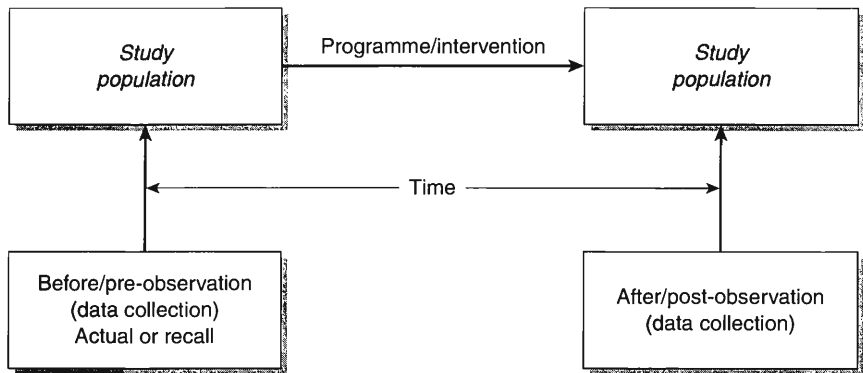 Study
population
Programme/intervention
Study
population
Time
Before/pre-observation
(data collection)
Actual or recall
After/post-observation
(data collection)